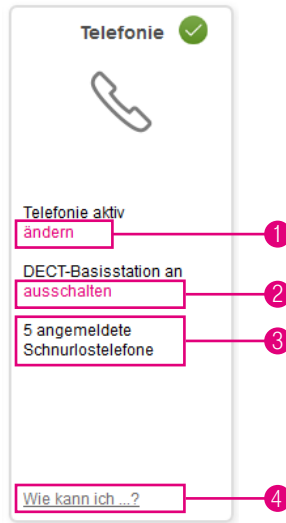 Telefonie
Telefonie aktiv
ändern
1
DECT-Basisstation an
ausschalten
2
5 angemeldete
Schnurlostelefone
3
Wie kann ich ...?
4